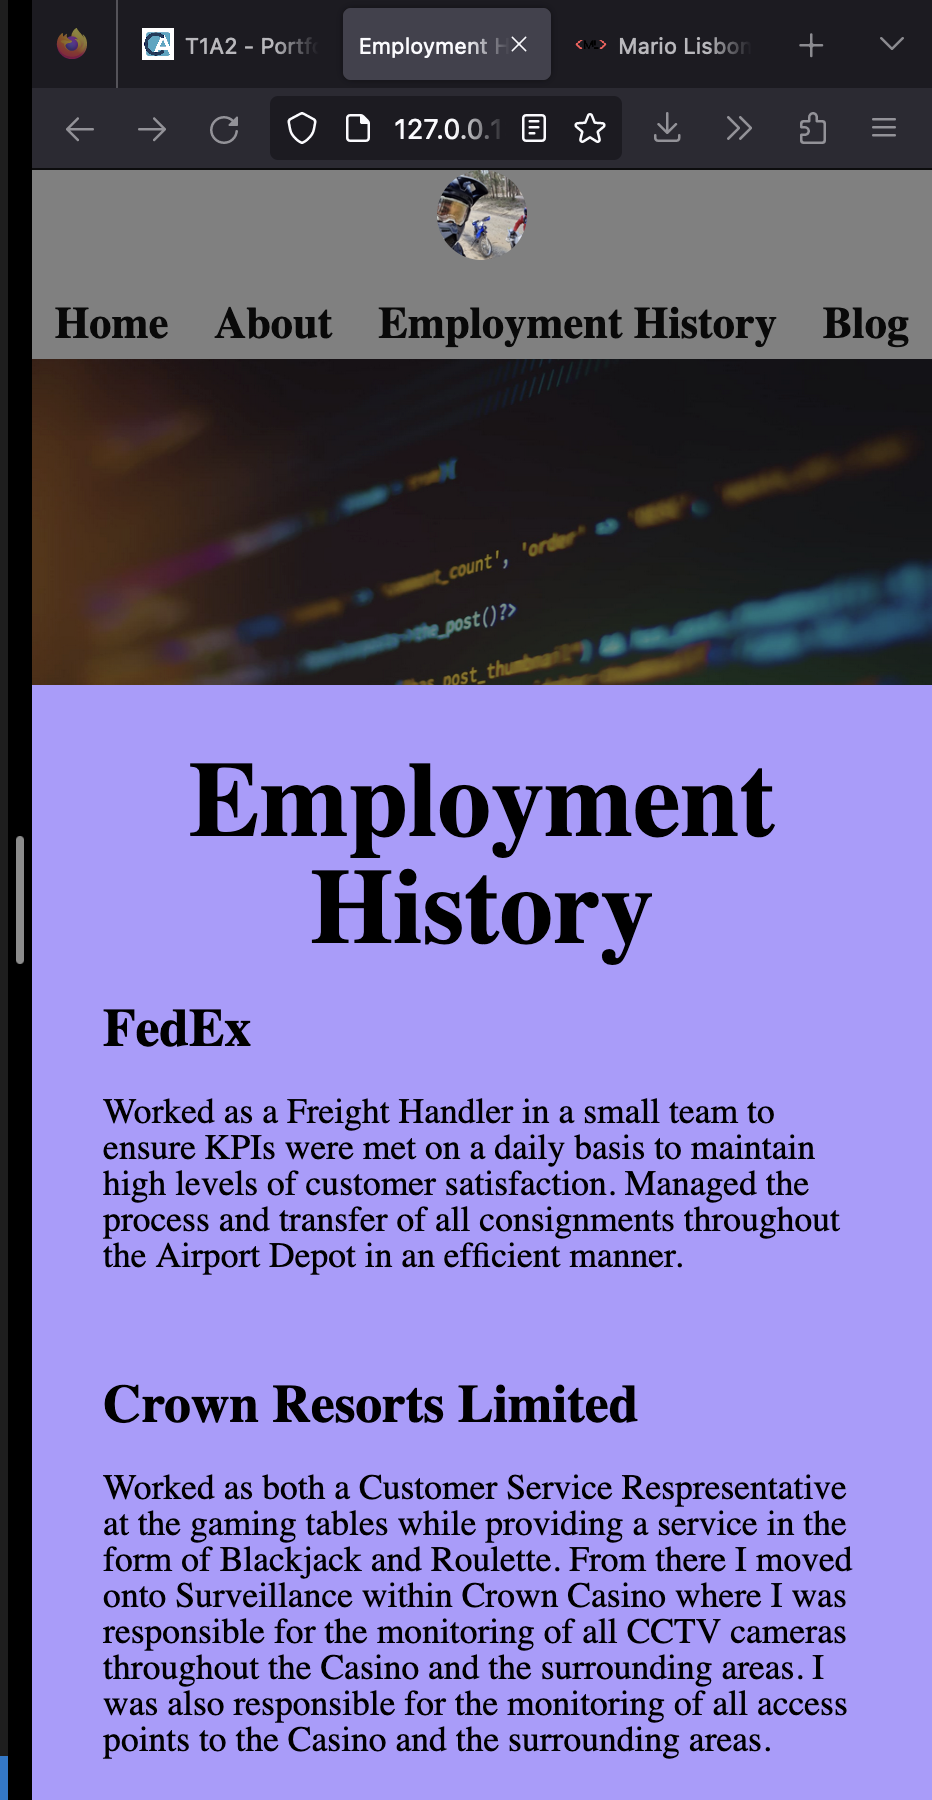 T1A2 - Portf
Employment H
Mario Lisbon
127.0.0.1
Home About Employment History Blog
_count', 'order'
the_post()?>
post_thumbnail
Employment
History
FedEx
Worked as a Freight Handler in a small team to
ensure KPIs were met on a daily basis to maintain
high levels of customer satisfaction. Managed the
process and transfer of all consignments throughout
the Airport Depot in an efficient manner.
Crown Resorts Limited
Worked as both a Customer Service Respresentative
at the gaming tables while providing a service in the
form of Blackjack and Roulette. From there I moved
onto Surveillance within Crown Casino where I was
responsible for the monitoring of all CCTV cameras
throughout the Casino and the surrounding areas. I
was also responsible for the monitoring of all access
points to the Casino and the surrounding areas.